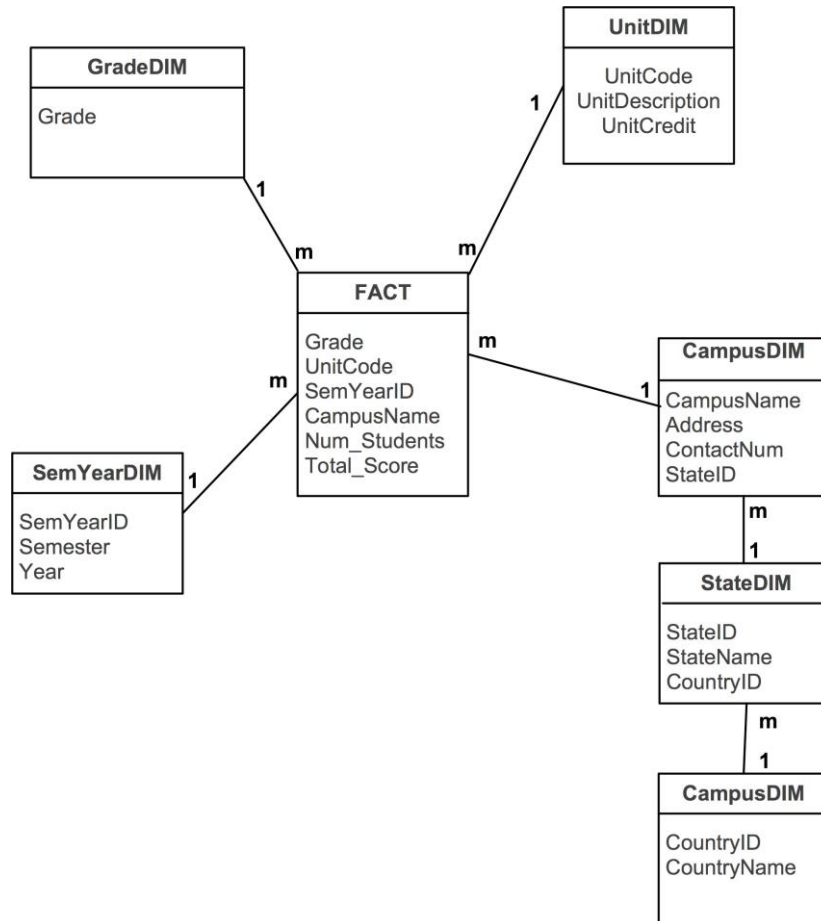 UnitDIM
UnitCode
UnitDescription
UnitCredit
GradeDIM
Grade
1
1
m
m
FACT
Grade
UnitCode
SemYearID
CampusName
Num_Students
Total_Score
m
m
1
CampusDIM
CampusName
Address
ContactNum
StateID
SemYearDIM
SemYearID
Semester
Year
1
m
1
StateDIM
StateID
StateName
CountryID
m
1
CampusDIM
CountryID
CountryName